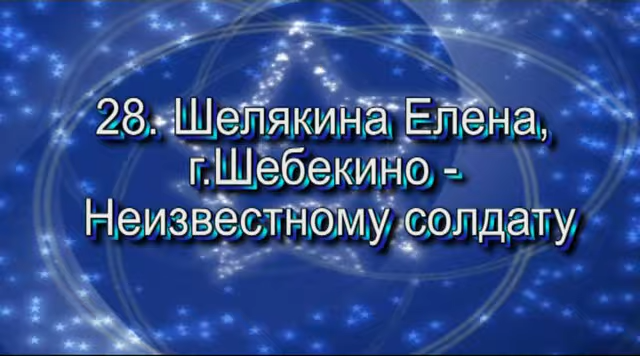 28. Шелякина Елена,
г.Шебекино -
Неизвестному солдату